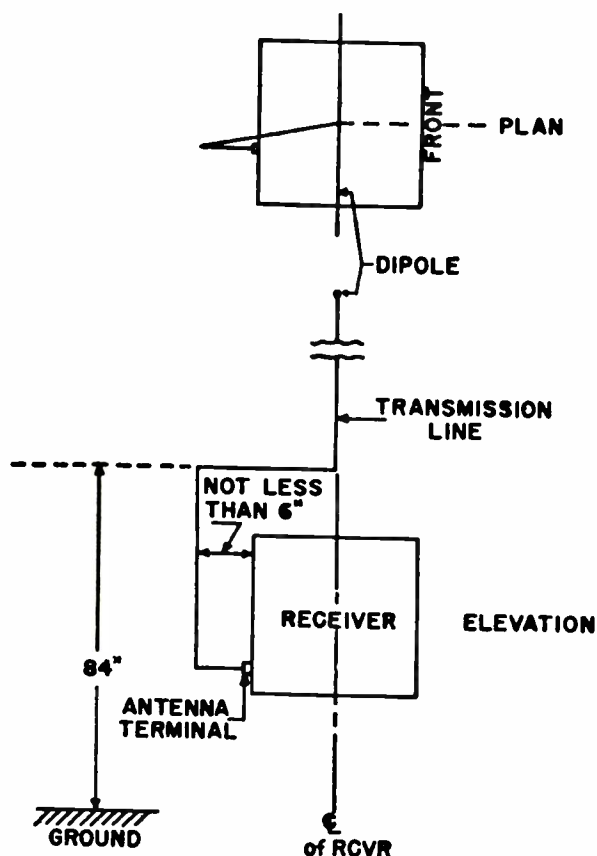 FRONT
PLAN
DIPOLE
TRANSMISSION
LINE
NOT LESS
THAN 6"
RECEIVER
ELEVATION
84"
ANTENNA
TERMINAL
GROUND
℄
of RCVR